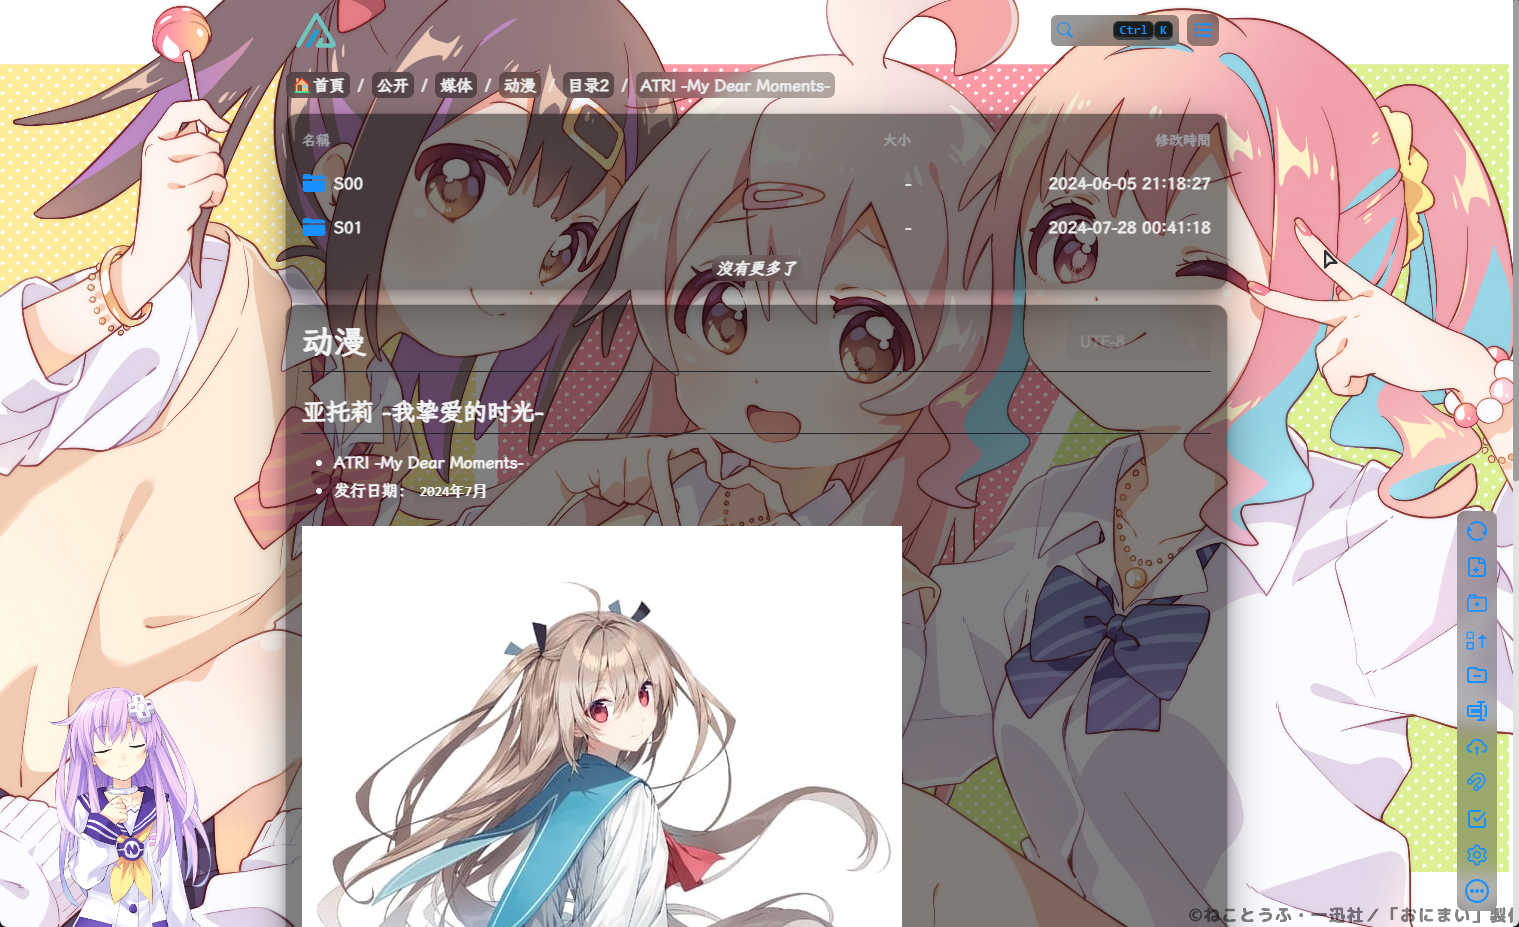 Ctrl K
🏠首頁 / 公开 / 媒体 / 动漫 / 目录2 / ATRI -My Dear Moments-
名稱 大小 修改時間
S00 - 2024-06-05 21:18:27
S01 - 2024-07-28 00:41:18
沒有更多了
动漫 UTF-8
亚托莉 -我挚爱的时光-
ATRI -My Dear Moments-
发行日期： 2024年7月
N
©ねことうふ・一迅社／「おにまい」製